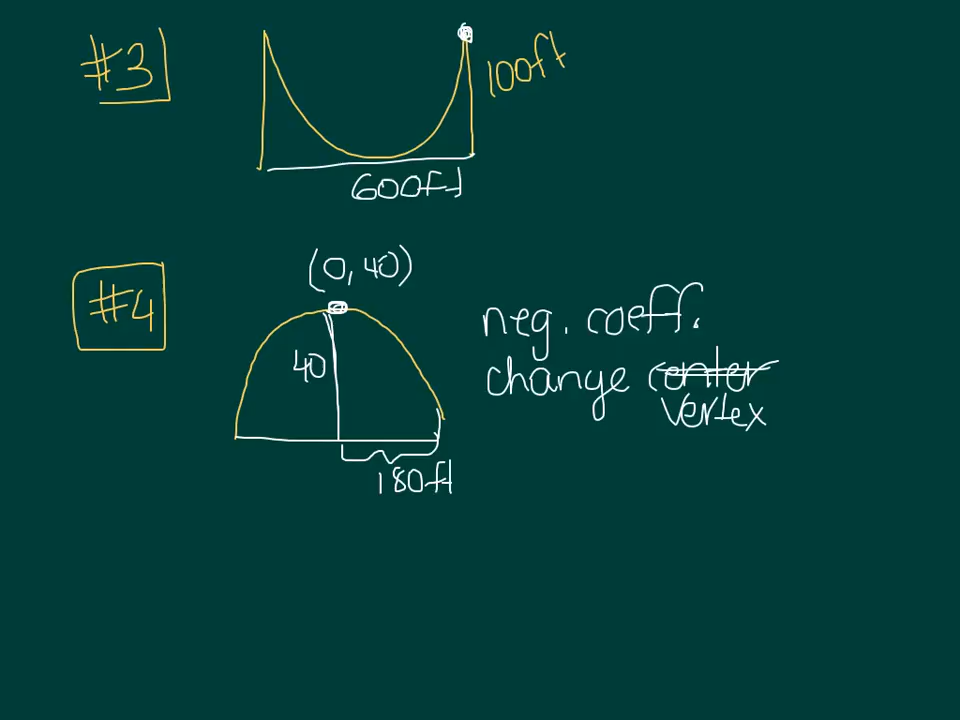 #3
100ft
600ft
(0, 40)
#4
neg. coeff.
40
change center
vertex
180ft